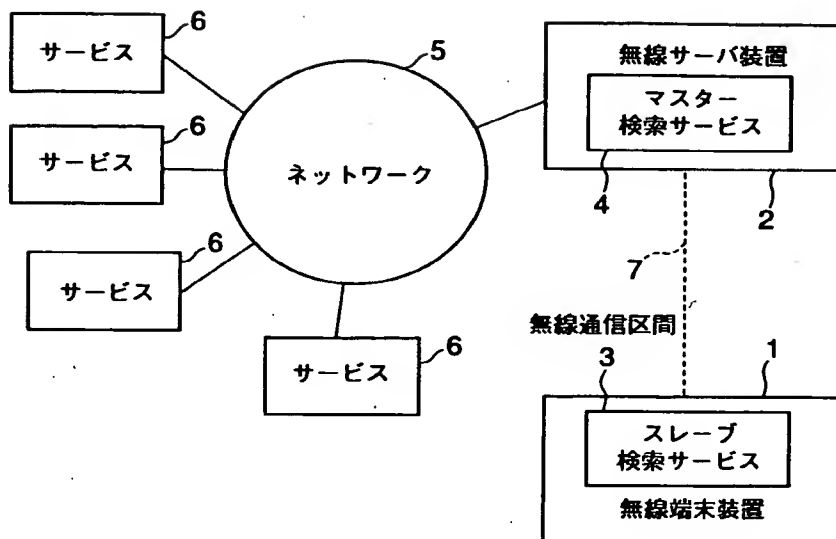 6
サービス
5
無線サーバ装置
マスター
検索サービス
4
2
6
サービス
ネットワーク
6
サービス
7
無線通信区間
6
サービス
3
1
スレーブ
検索サービス
無線端末装置